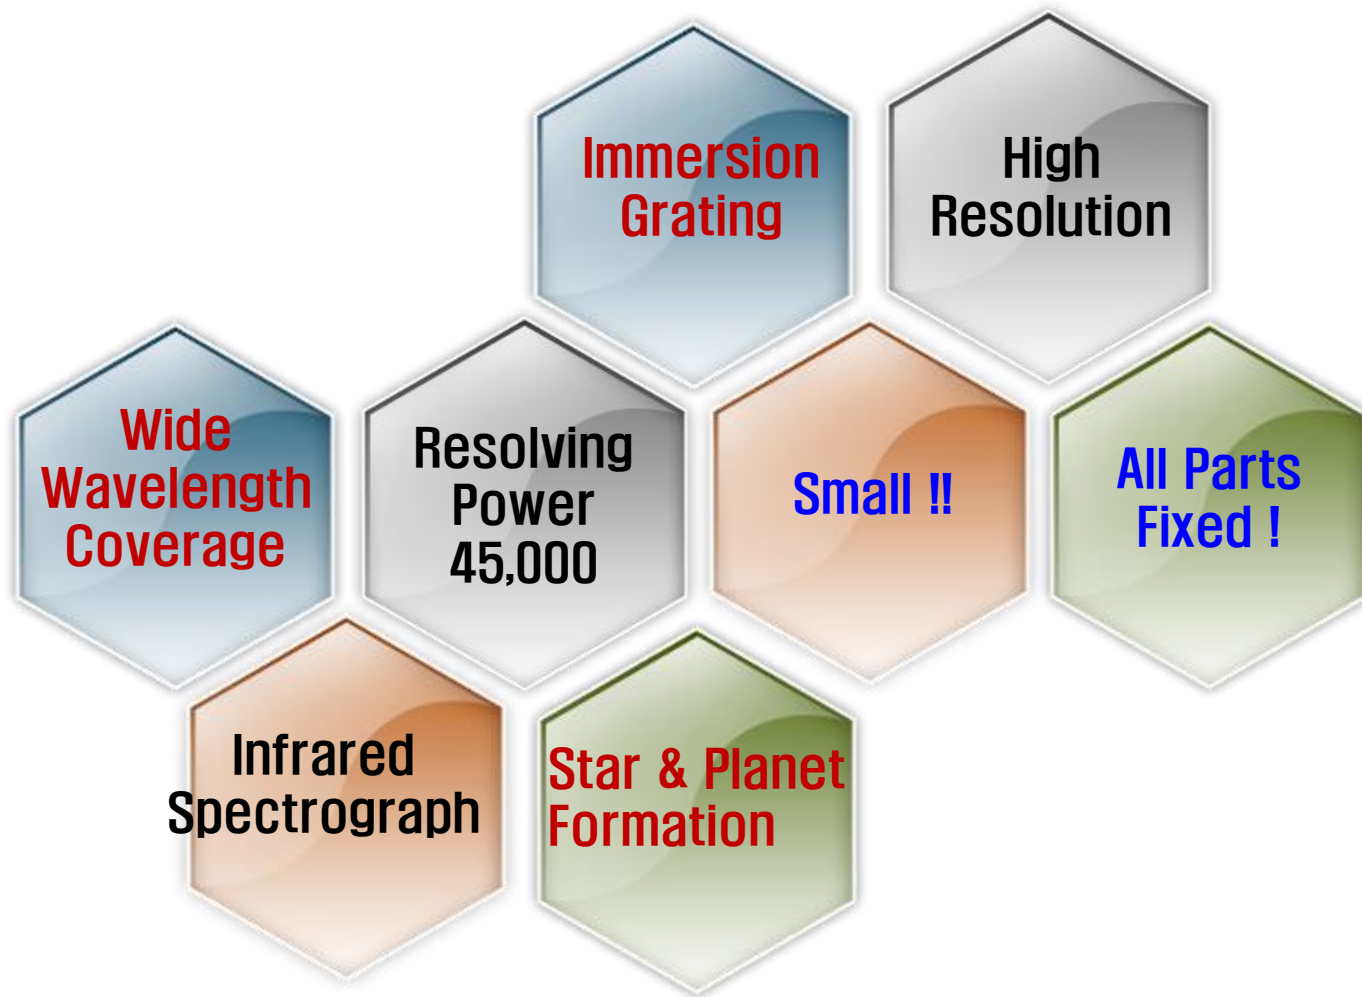 Immersion
Grating
High
Resolution
Wide
Wavelength
Coverage
Resolving
Power
45,000
Small !!
All Parts
Fixed !
Infrared
Spectrograph
Star & Planet
Formation